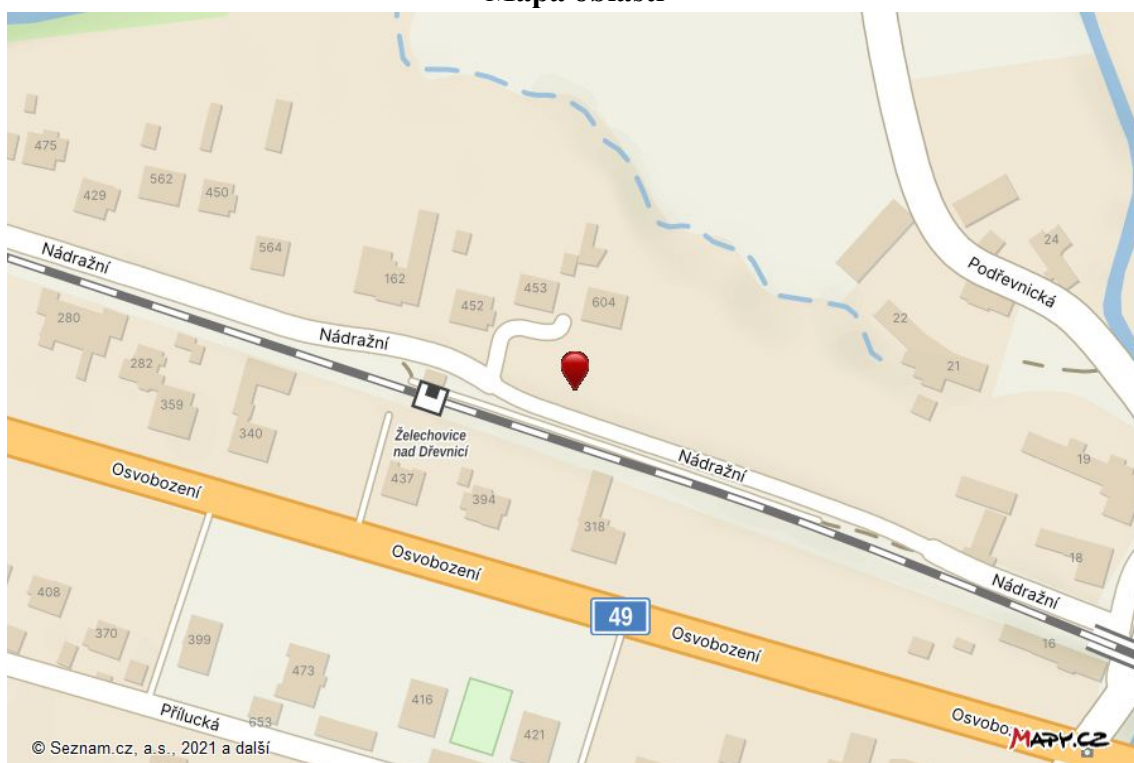 Mapa oblasti
475
429
562
450
564
162
452
453
604
24
22
21
19
18
16
Podřevnická
Nádražní
Nádražní
Nádražní
Nádražní
280
282
359
340
Želechovice
nad Dřevnicí
437
394
318
Osvobození
Osvobození
49
Osvobození
Osvobo
408
370
399
473
653
416
421
Přílucká
© Seznam.cz, a.s., 2021 a další
MAPY.CZ